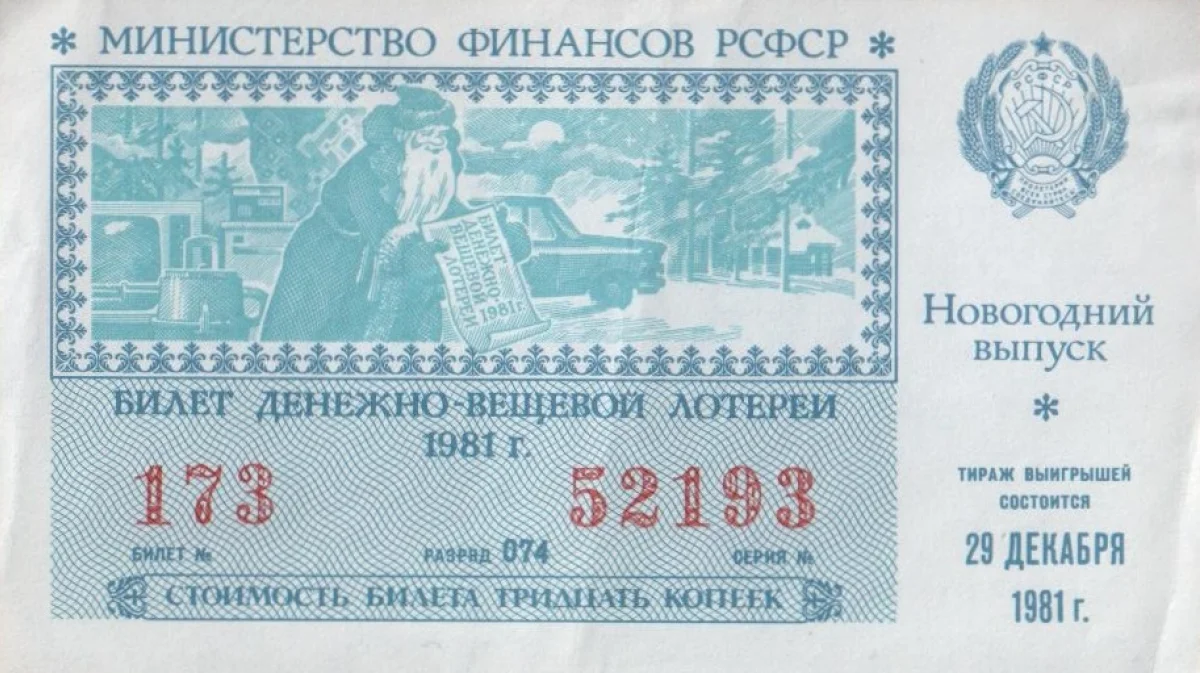 * МИНИСТЕРСТВО ФИНАНСОВ РСФСР *
РСФСР
БИЛЕТ
ДЕНЕЖНО-
ВЕЩЕВОЙ
ЛОТЕРЕИ
1981г.
Новогодний
выпуск
*
ТИРАЖ ВЫИГРЫШЕЙ
СОСТОИТСЯ
29 ДЕКАБРЯ
1981 г.
БИЛЕТ ДЕНЕЖНО-ВЕЩЕВОЙ ЛОТЕРЕИ
1981 г.
173 52193
БИЛЕТ № РАЗРЯД 074 СЕРИЯ №
СТОИМОСТЬ БИЛЕТА ТРИДЦАТЬ КОПЕЕК